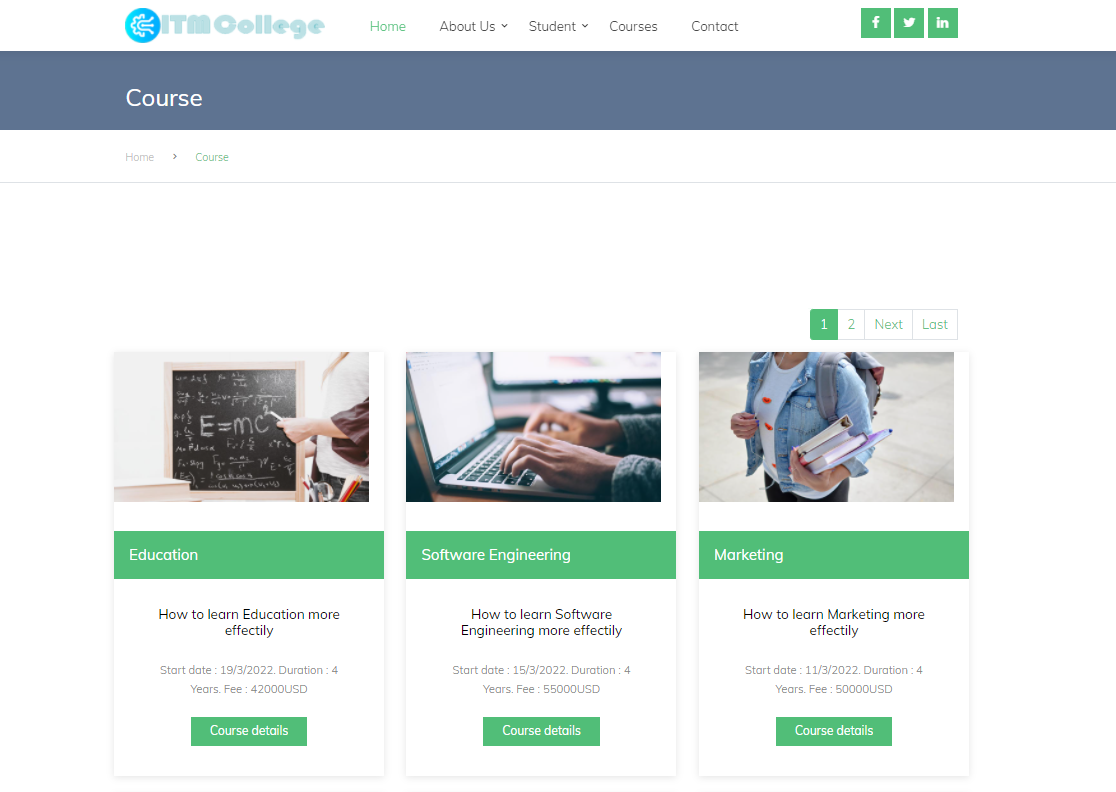 ITM College
Home
About Us
Student
Courses
Contact
Course
Home > Course
1 2 Next Last
E=mc²
Education
Software Engineering
Marketing
How to learn Education more
effectily
Start date : 19/3/2022. Duration : 4
Years. Fee : 42000USD
Course details
How to learn Software
Engineering more effectily
Start date : 15/3/2022. Duration : 4
Years. Fee : 55000USD
Course details
How to learn Marketing more
effectily
Start date : 11/3/2022. Duration : 4
Years. Fee : 50000USD
Course details